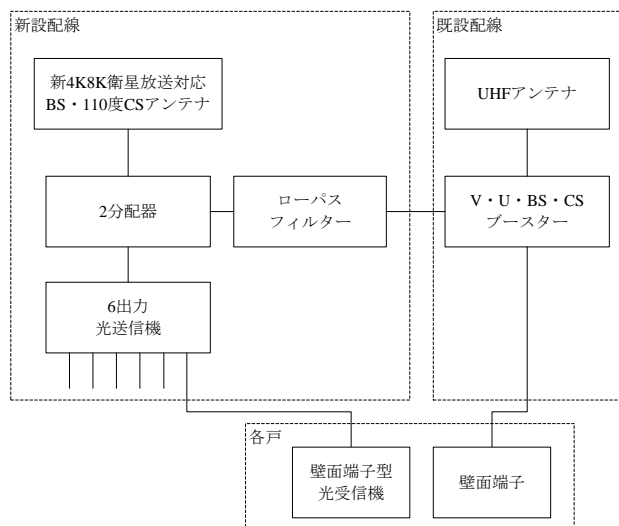 新設配線
既設配線
新4K8K衛星放送対応
BS・110度CSアンテナ
UHFアンテナ
2分配器
ローパス
フィルター
V・U・BS・CS
ブースター
6出力
光送信機
各戸
壁面端子型
光受信機
壁面端子